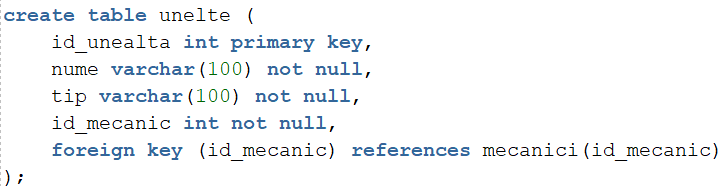 create table unelte (
    id_unealta int primary key,
    nume varchar(100) not null,
    tip varchar(100) not null,
    id_mecanic int not null,
    foreign key (id_mecanic) references mecanici(id_mecanic)
);